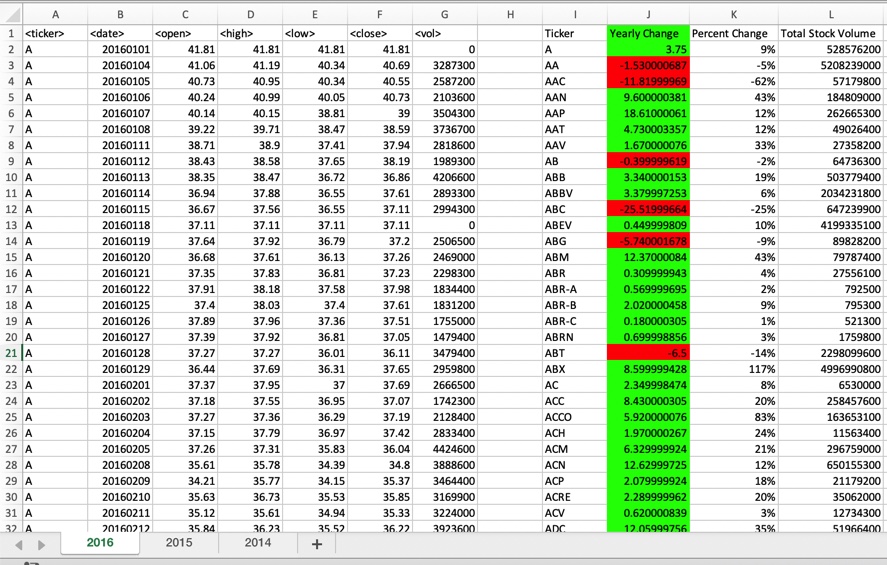 A B C D E F G H I J K L
1 <ticker> <date> <open> <high> <low> <close> <vol> Ticker Yearly Change Percent Change Total Stock Volume
2 A 20160101 41.81 41.81 41.81 41.81 0 A 3.75 9% 528576200
3 A 20160104 41.06 41.19 40.34 40.69 3287300 AA -1.530000687 -5% 5208239000
4 A 20160105 40.73 40.95 40.34 40.55 2587200 AAC -11.81999969 -62% 57179800
5 A 20160106 40.24 40.99 40.05 40.73 2103600 AAN 9.600000381 43% 184809000
6 A 20160107 40.14 40.15 38.81 39 3504300 AAP 18.61000061 12% 262665300
7 A 20160108 39.22 39.71 38.47 38.59 3736700 AAT 4.730003357 12% 49026400
8 A 20160111 38.71 38.9 37.41 37.94 2818600 AAV 1.670000076 33% 27358200
9 A 20160112 38.43 38.58 37.65 38.19 1989300 AB -0.399999619 -2% 64736300
10 A 20160113 38.35 38.47 36.72 36.86 4206600 ABB 3.340000153 19% 503779400
11 A 20160114 36.94 37.88 36.55 37.61 2893300 ABBV 3.379997253 6% 2034231800
12 A 20160115 36.67 37.56 36.55 37.11 2994300 ABC -25.51999664 -25% 647239900
13 A 20160118 37.11 37.11 37.11 37.11 0 ABEV 0.449999809 10% 4199335100
14 A 20160119 37.64 37.92 36.79 37.2 2506500 ABG -5.740001678 -9% 89828200
15 A 20160120 36.68 37.61 36.13 37.26 2469000 ABM 12.37000084 43% 79787400
16 A 20160121 37.35 37.83 36.81 37.23 2298300 ABR 0.309999943 4% 27556100
17 A 20160122 37.91 38.18 37.58 37.98 1834400 ABR-A 0.569999695 2% 792500
18 A 20160125 37.4 38.03 37.4 37.61 1831200 ABR-B 2.020000458 9% 795300
19 A 20160126 37.89 37.96 37.36 37.51 1755000 ABR-C 0.180000305 1% 521300
20 A 20160127 37.39 37.92 36.81 37.05 1479400 ABRN 0.699998856 3% 1759800
21 A 20160128 37.27 37.27 36.01 36.11 3479400 ABT -6.5 -14% 2298099600
22 A 20160129 36.44 37.69 36.31 37.65 2959800 ABX 8.599999428 117% 4996990800
23 A 20160201 37.37 37.95 37 37.69 2666500 AC 2.349998474 8% 6530000
24 A 20160202 37.18 37.55 36.95 37.07 1742300 ACC 8.430000305 20% 258457600
25 A 20160203 37.27 37.36 36.29 37.19 2128400 ACCO 5.920000076 83% 163653100
26 A 20160204 37.15 37.79 36.97 37.42 2833400 ACH 1.970000267 24% 11563400
27 A 20160205 37.26 37.31 35.83 36.04 4424600 ACM 6.329999924 21% 296759000
28 A 20160208 35.61 35.78 34.39 34.8 3888600 ACN 12.62999725 12% 650155300
29 A 20160209 34.21 35.77 34.15 35.37 3464400 ACP 2.079999924 18% 21179200
30 A 20160210 35.63 36.73 35.53 35.85 3169900 ACRE 2.289999962 20% 35062000
31 A 20160211 35.12 35.61 34.94 35.33 3224000 ACV 0.620000839 3% 12734300
32 A 20160212 35.84 36.23 35.52 36.22 3923600 ADC 12.05999756 35% 51966400
2016 2015 2014 +